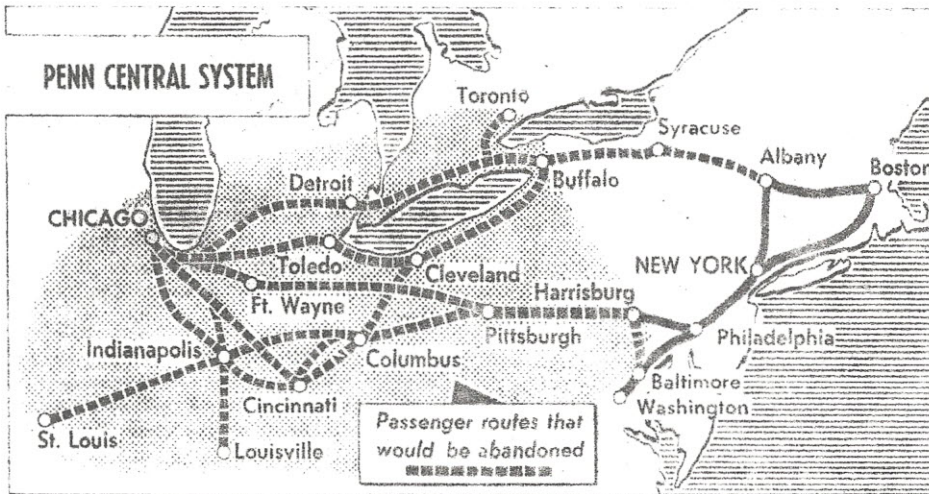 PENN CENTRAL SYSTEM
Toronto
Syracuse
Albany
Boston
Buffalo
Detroit
CHICAGO
Toledo
Cleveland
NEW YORK
Ft. Wayne
Harrisburg
Pittsburgh
Philadelphia
Indianapolis
Columbus
Baltimore
Washington
Cincinnati
St. Louis
Louisville
Passenger routes that
would be abandoned